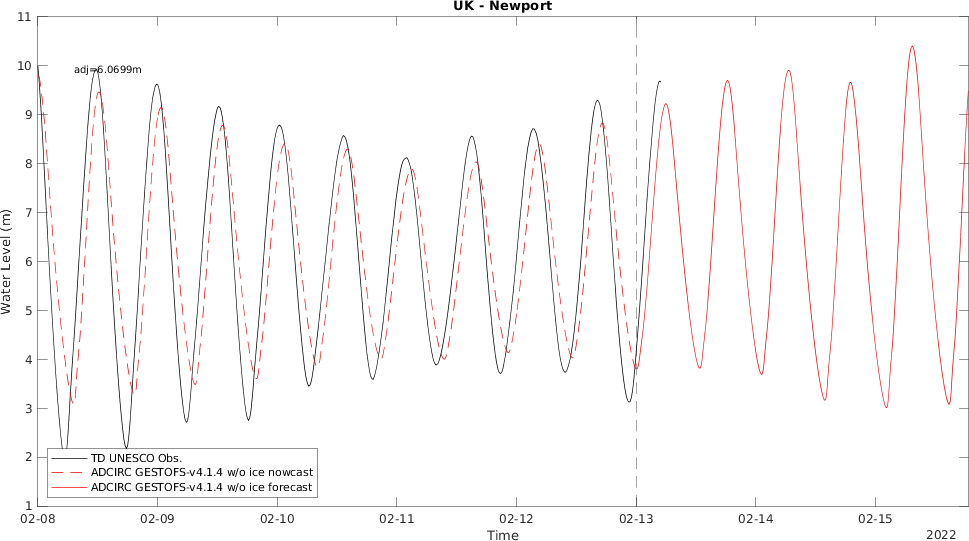 UK - Newport
11
10
9
8
7
6
5
4
3
2
1
Water Level (m)
adj=6.0699m
TD UNESCO Obs.
ADCIRC GESTOFS-v4.1.4 w/o ice nowcast
ADCIRC GESTOFS-v4.1.4 w/o ice forecast
02-08 02-09 02-10 02-11 02-12 02-13 02-14 02-15
Time
2022